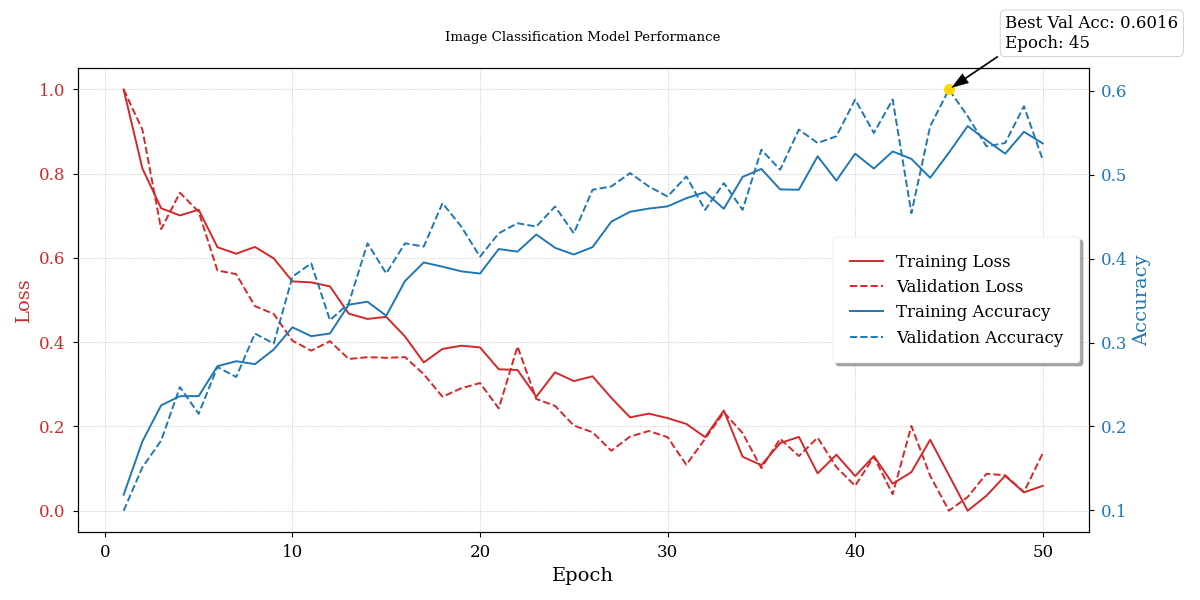 Image Classification Model Performance
Best Val Acc: 0.6016
Epoch: 45
Loss
1.0
0.8
0.6
0.4
0.2
0.0
0
10
20
30
40
50
Epoch
0.6
0.5
0.4
0.3
0.2
0.1
Accuracy
Training Loss
Validation Loss
Training Accuracy
Validation Accuracy